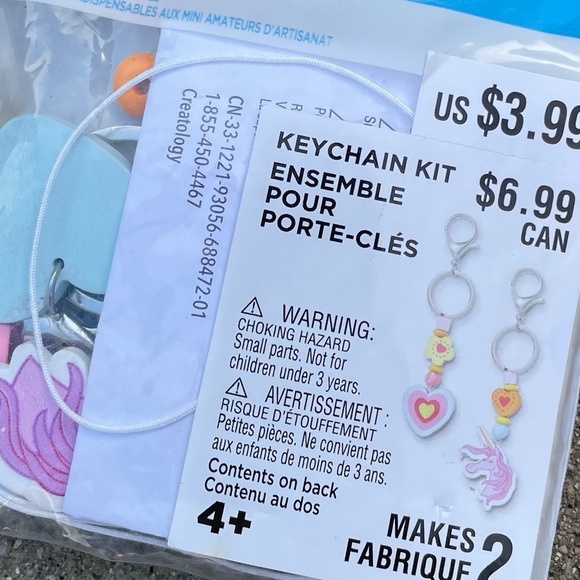 DISPENSABLES AUX MINI AMATEURS D'ARTISANAT
CN-33-1221-93056-688472-01
1-855-450-4467
Creatology
US $3.99
$6.99
CAN
KEYCHAIN KIT
ENSEMBLE
POUR
PORTE-CLÉS
WARNING:
CHOKING HAZARD
Small parts. Not for
children under 3 years.
AVERTISSEMENT :
RISQUE D'ÉTOUFFEMENT
Petites pièces. Ne convient pas
aux enfants de moins de 3 ans.
Contents on back
Contenu au dos
4+
MAKES
FABRIQUE 2